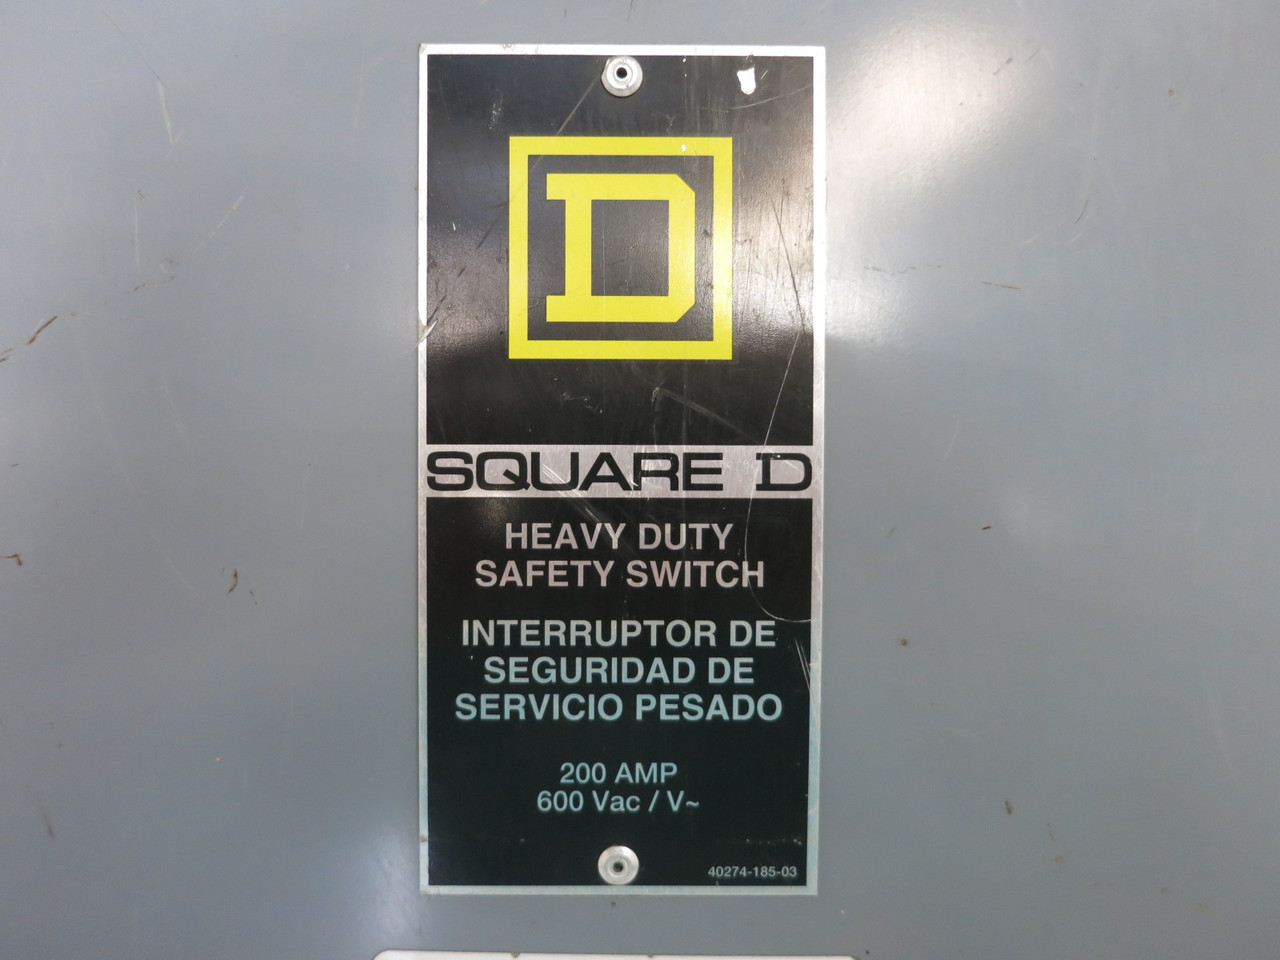 D
SQUARE D
HEAVY DUTY
SAFETY SWITCH
INTERRUPTOR DE
SEGURIDAD DE
SERVICIO PESADO
200 AMP
600 Vac / V~
40274-185-03